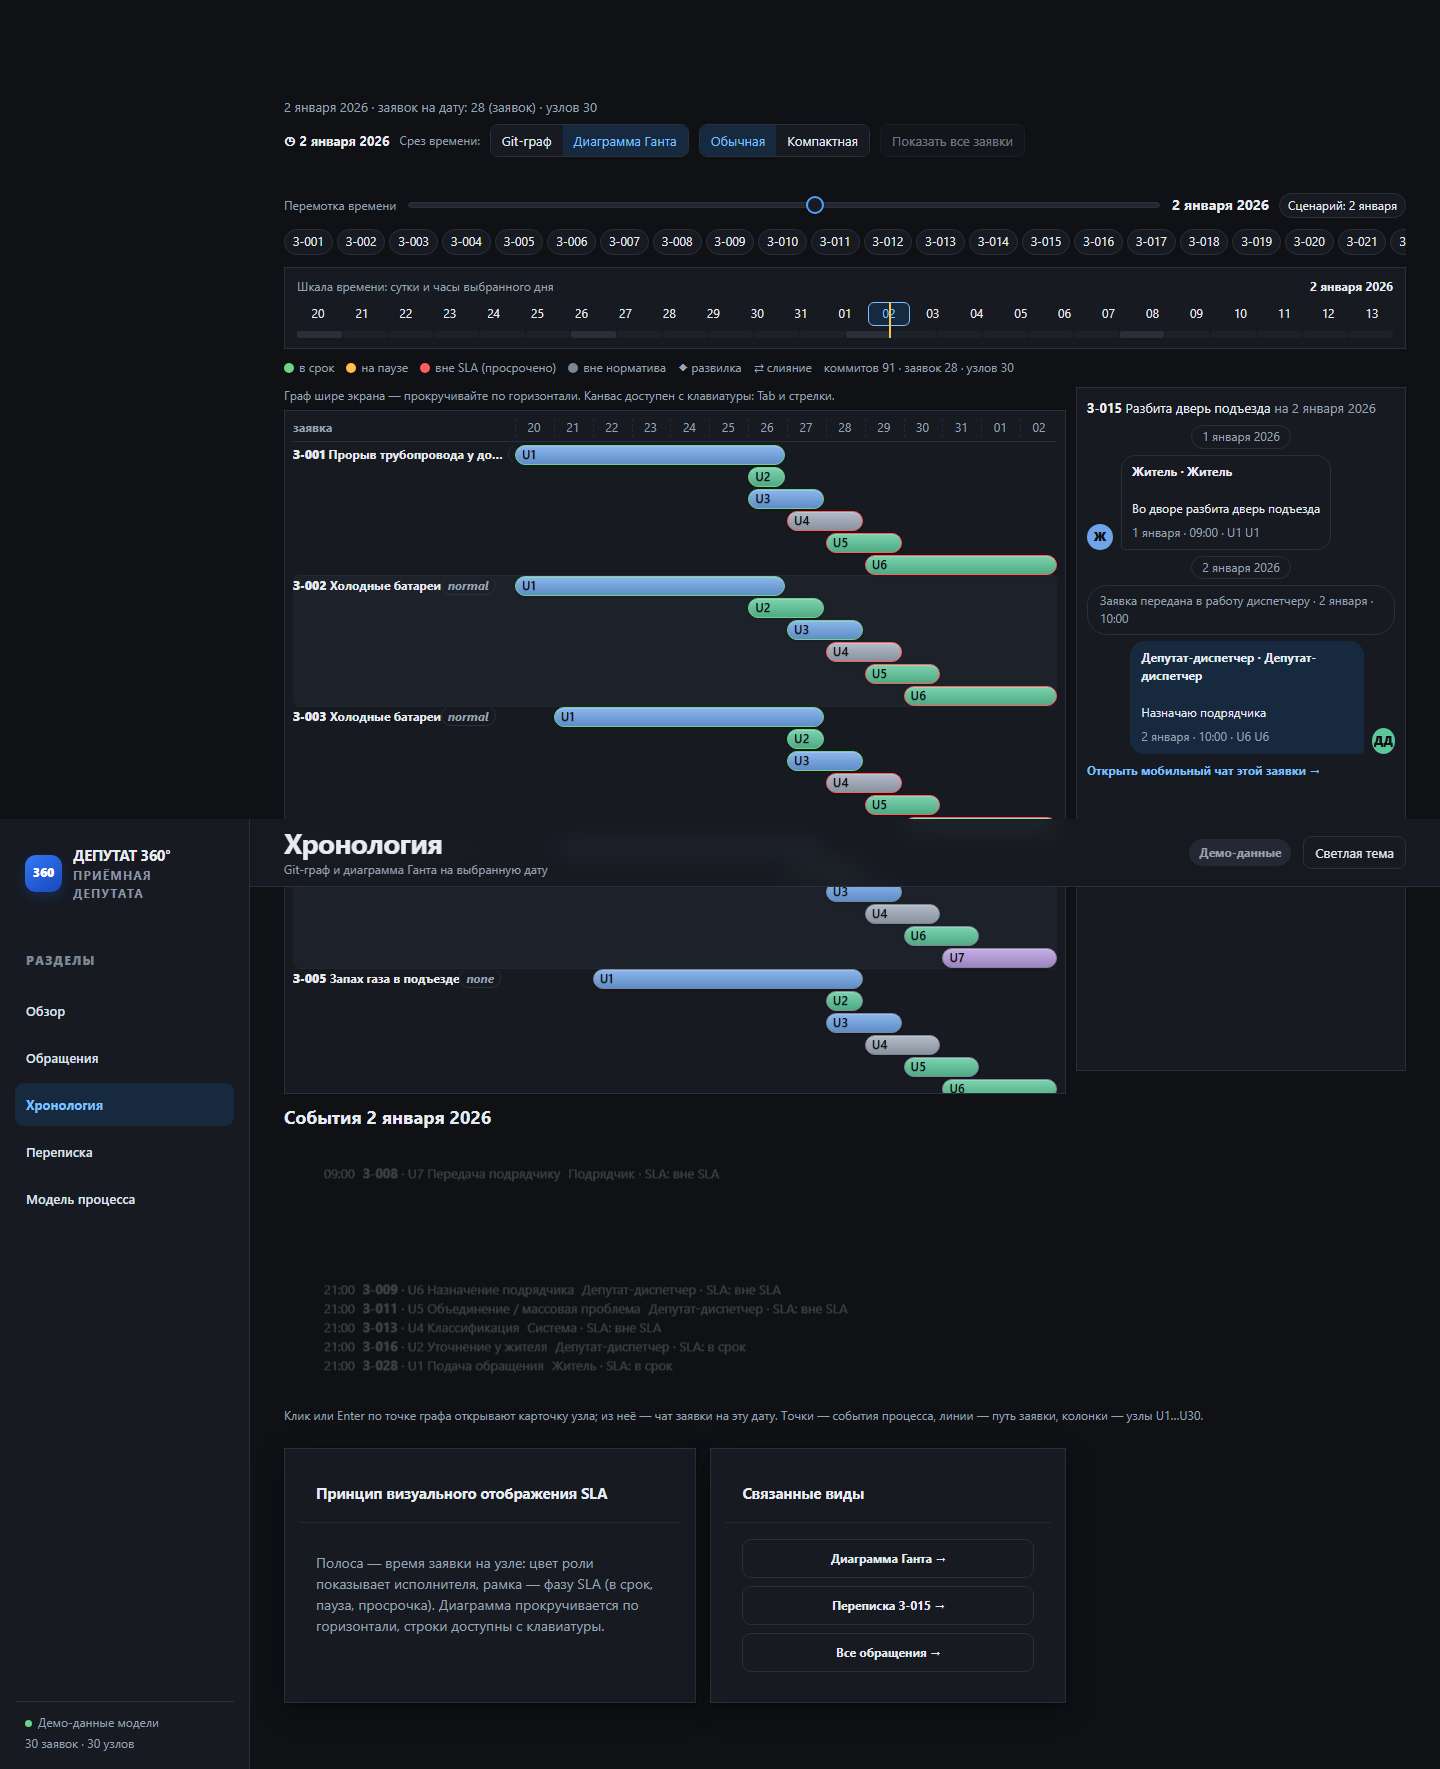 2 января 2026 · заявок на дату: 28 (заявок) · узлов 30
2 января 2026 Срез времени: Git-граф Диаграмма Ганта Обычная Компактная Показать все заявки
Перемотка времени 2 января 2026 Сценарий: 2 января
З-001 З-002 З-003 З-004 З-005 З-006 З-007 З-008 З-009 З-010 З-011 З-012 З-013 З-014 З-015 З-016 З-017 З-018 З-019 З-020 З-021 З
Шкала времени: сутки и часы выбранного дня 2 января 2026
20 21 22 23 24 25 26 27 28 29 30 31 01 02 03 04 05 06 07 08 09 10 11 12 13
в срок на паузе вне SLA (просрочено) вне норматива ◆ развилка ⇄ слияние коммитов 91 · заявок 28 · узлов 30
Граф шире экрана — прокручивайте по горизонтали. Канвас доступен с клавиатуры: Tab и стрелки.
заявка 20 21 22 23 24 25 26 27 28 29 30 31 01 02
З-001 Прорыв трубопровода у до... U1
U2
U3
U4
U5
U6
З-002 Холодные батареи normal U1
U2
U3
U4
U5
U6
З-003 Холодные батареи normal U1
U2
U3
U4
U5
З-015 Разбита дверь подъезда на 2 января 2026
1 января 2026
Житель · Житель
Во дворе разбита дверь подъезда
1 января · 09:00 · U1 U1
Ж
2 января 2026
Заявка передана в работу диспетчеру · 2 января ·
10:00
Депутат-диспетчер · Депутат-
диспетчер
Назначаю подрядчика
2 января · 10:00 · U6 U6
ДД
Открыть мобильный чат этой заявки →
360
ДЕПУТАТ 360°
ПРИЁМНАЯ
ДЕПУТАТА
Хронология
Git-граф и диаграмма Ганта на выбранную дату
Демо-данные
Светлая тема
РАЗДЕЛЫ
Обзор
Обращения
Хронология
Переписка
Модель процесса
Демо-данные модели
30 заявок · 30 узлов
U3
U4
U6
U7
З-005 Запах газа в подъезде none U1
U2
U3
U4
U5
U6
События 2 января 2026
09:00 З-008 · U7 Передача подрядчику Подрядчик · SLA: вне SLA
21:00 З-009 · U6 Назначение подрядчика Депутат-диспетчер · SLA: вне SLA
21:00 З-011 · U5 Объединение / массовая проблема Депутат-диспетчер · SLA: вне SLA
21:00 З-013 · U4 Классификация Система · SLA: вне SLA
21:00 З-016 · U2 Уточнение у жителя Депутат-диспетчер · SLA: в срок
21:00 З-028 · U1 Подача обращения Житель · SLA: в срок
Клик или Enter по точке графа открывают карточку узла; из неё — чат заявки на эту дату. Точки — события процесса, линии — путь заявки, колонки — узлы U1…U30.
Принцип визуального отображения SLA
Полоса — время заявки на узле: цвет роли
показывает исполнителя, рамка — фазу SLA (в срок,
пауза, просрочка). Диаграмма прокручивается по
горизонтали, строки доступны с клавиатуры.
Связанные виды
Диаграмма Ганта →
Переписка З-015 →
Все обращения →